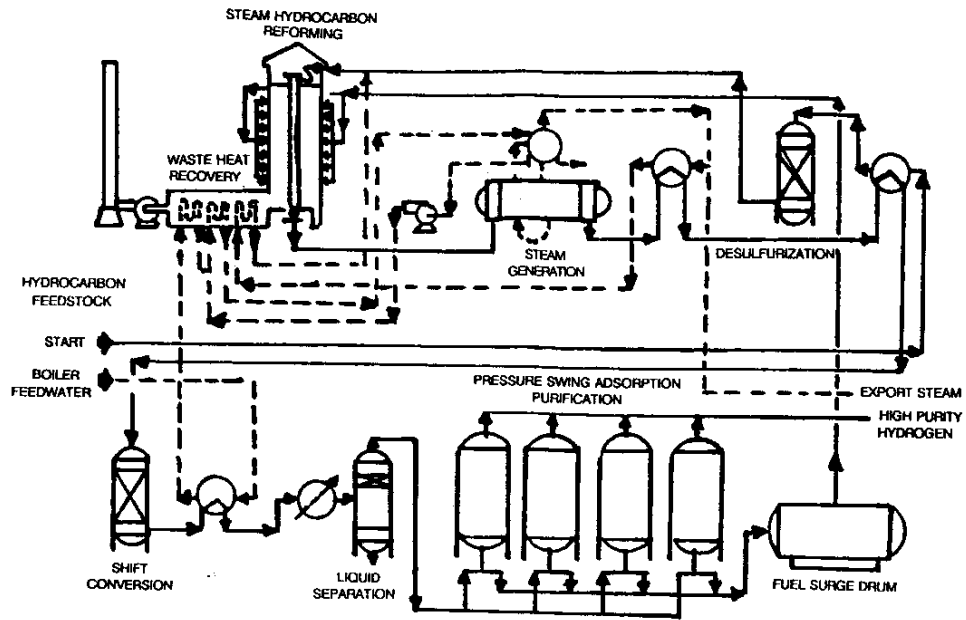 STEAM HYDROCARBON
REFORMING
WASTE HEAT
RECOVERY
STEAM
GENERATION
DESULFURIZATION
HYDROCARBON
FEEDSTOCK
START
BOILER
FEEDWATER
PRESSURE SWING ADSORPTION
PURIFICATION
EXPORT STEAM
HIGH PURITY
HYDROGEN
SHIFT
CONVERSION
LIQUID
SEPARATION
FUEL SURGE DRUM